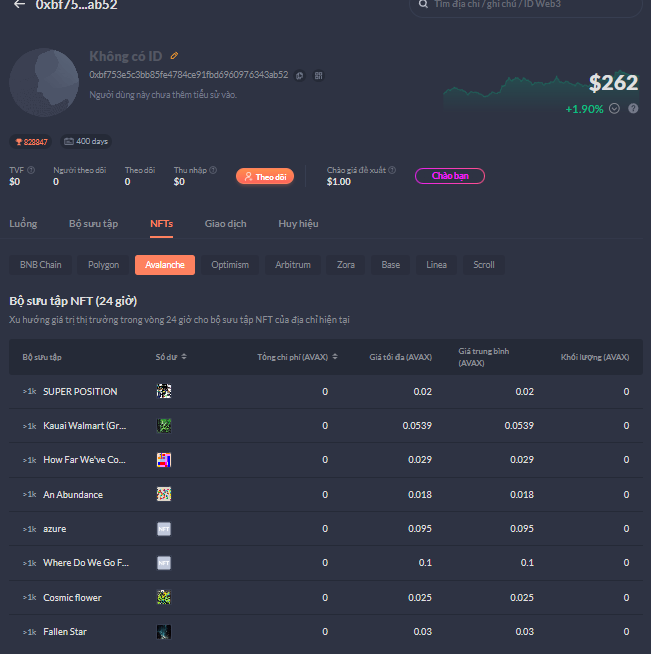 0xbf75...ab52
Tìm địa chỉ / ghi chú / ID Web3
Không có ID
0xbf753e5c3bb85fe4784ce91fbd6960976343ab52
Người dùng này chưa thêm tiểu sử vào.
$262
+1.90%
828847
400 days
TVF
Người theo dõi
Theo dõi
Thu nhập
$0
0
0
$0
Theo dõi
Chào giá đề xuất
$1.00
Chào bạn
Luồng
Bộ sưu tập
NFTs
Giao dịch
Huy hiệu
BNB Chain
Polygon
Avalanche
Optimism
Arbitrum
Zora
Base
Linea
Scroll
Bộ sưu tập NFT (24 giờ)
Xu hướng giá trị thị trường trong vòng 24 giờ cho bộ sưu tập NFT của địa chỉ hiện tại
Bộ sưu tập
Số dư
Tổng chi phí (AVAX)
Giá tối đa (AVAX)
Giá trung bình
(AVAX)
Khối lượng (AVAX)
>1k SUPER POSITION 0 0.02 0.02 0
>1k Kauai Walmart (Gr... 0 0.0539 0.0539 0
>1k How Far We've Co... 0 0.029 0.029 0
>1k An Abundance 0 0.018 0.018 0
>1k azure NFT 0 0.095 0.095 0
>1k Where Do We Go F... NFT 0 0.1 0.1 0
>1k Cosmic flower 0 0.025 0.025 0
>1k Fallen Star 0 0.03 0.03 0